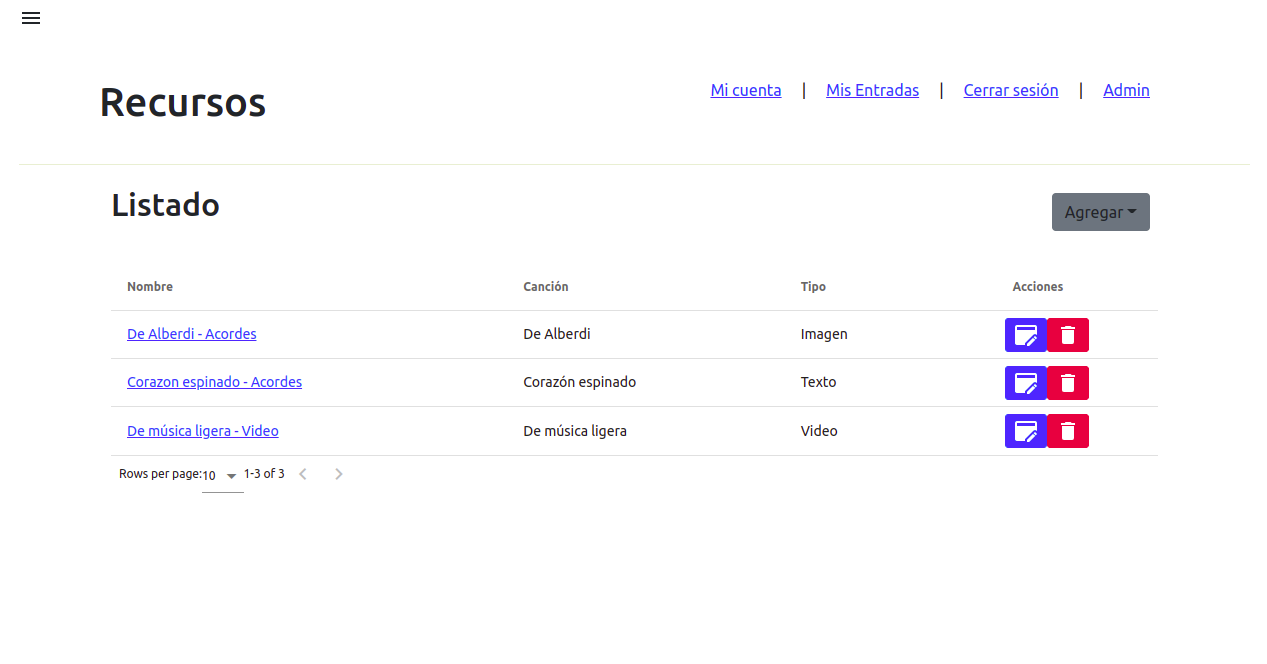 Recursos
Mi cuenta | Mis Entradas | Cerrar sesión | Admin
Listado
Agregar
Nombre Canción Tipo Acciones
De Alberdi - Acordes De Alberdi Imagen
Corazon espinado - Acordes Corazón espinado Texto
De música ligera - Video De música ligera Video
Rows per page:10 1-3 of 3